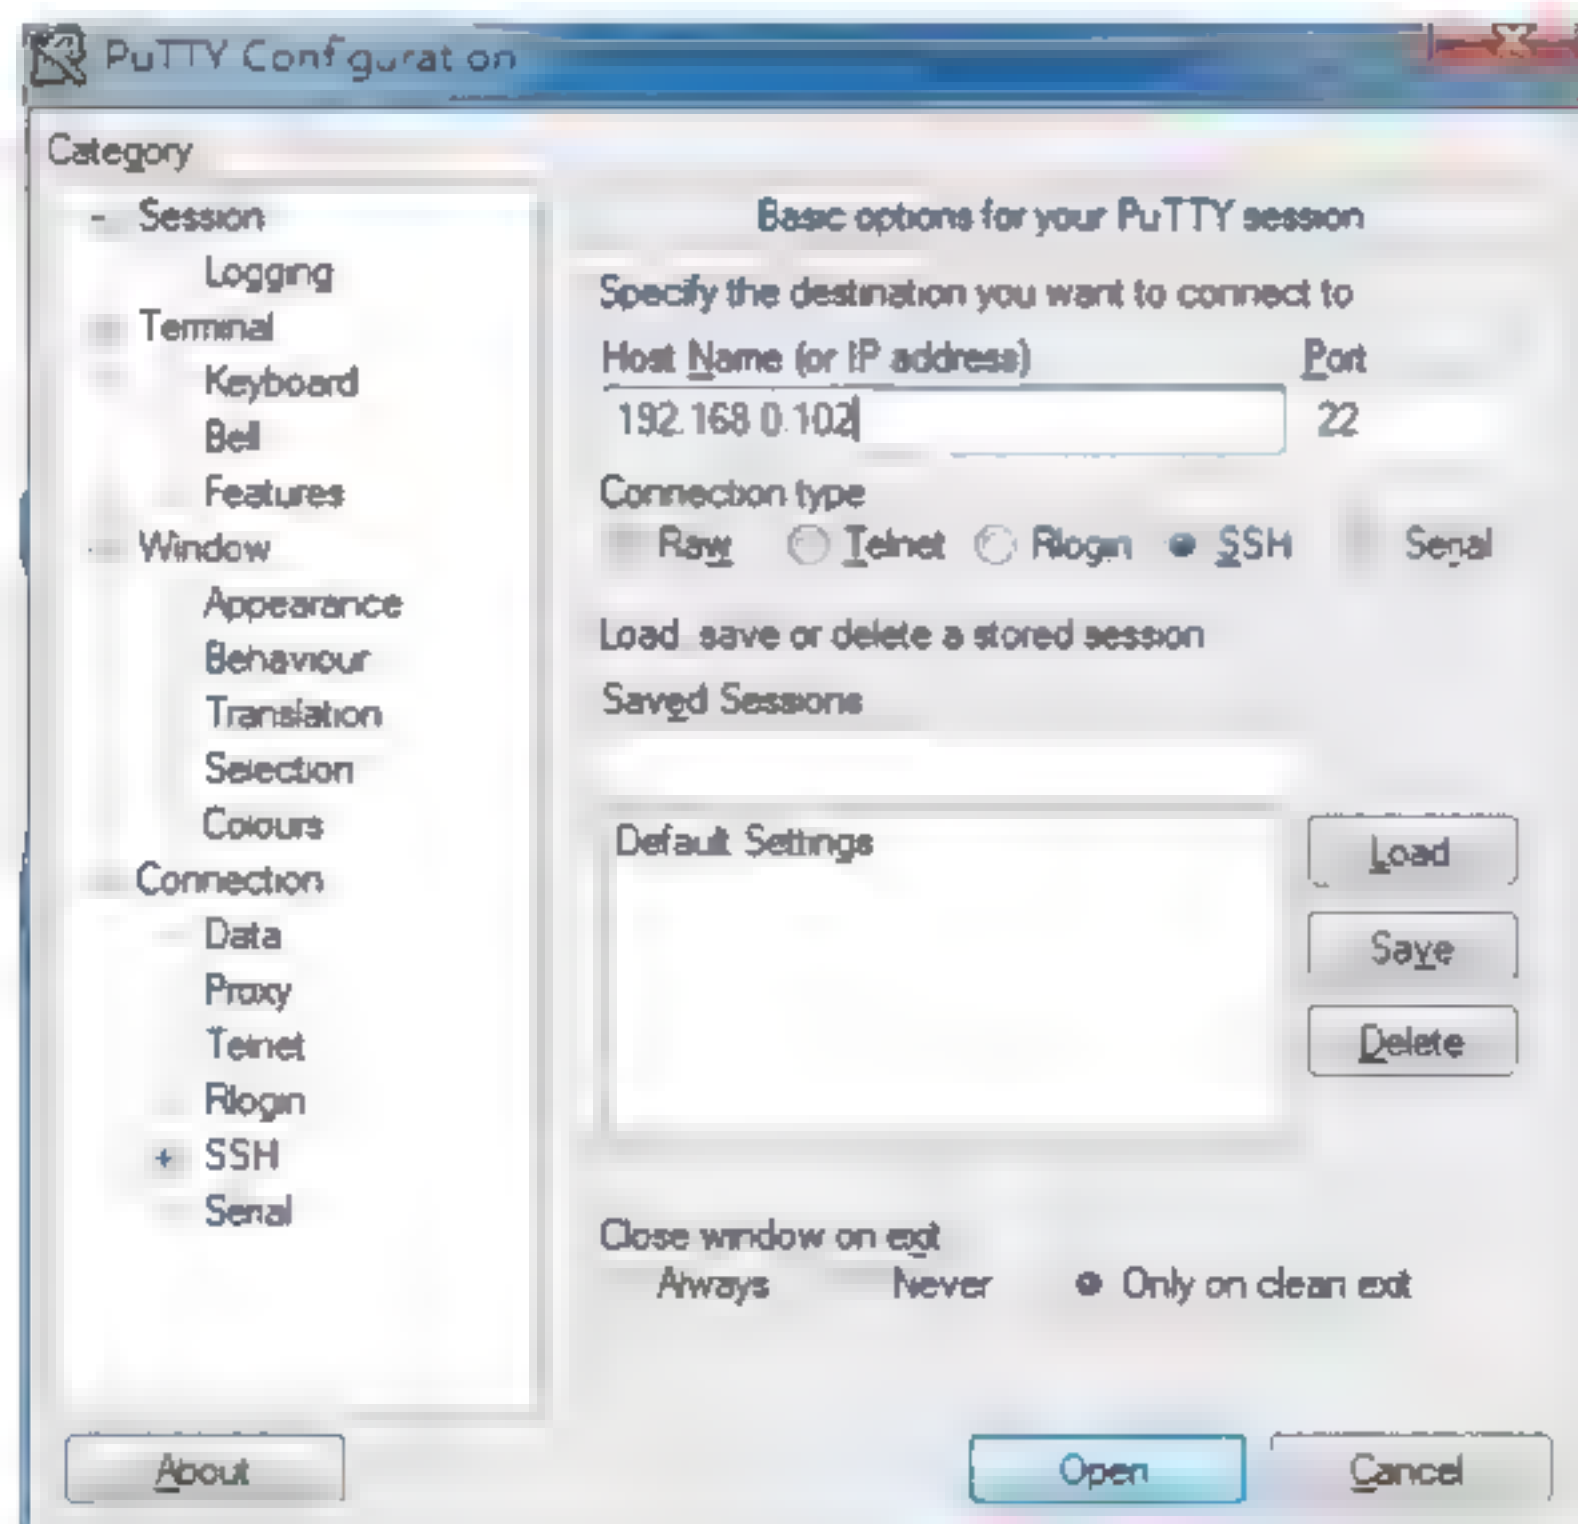 PuTTY Configuration
Category
Session
Logging
Terminal
Keyboard
Bell
Features
Window
Appearance
Behaviour
Translation
Selection
Colours
Connection
Data
Proxy
Telnet
Rlogin
SSH
Serial
Basic options for your PuTTY session
Specify the destination you want to connect to
Host Name (or IP address) Port
192.168.0.102 22
Connection type
Raw Telnet Rlogin SSH Serial
Load, save or delete a stored session
Saved Sessions
Default Settings
Load
Save
Delete
Close window on exit
Always Never Only on clean exit
About Open Cancel